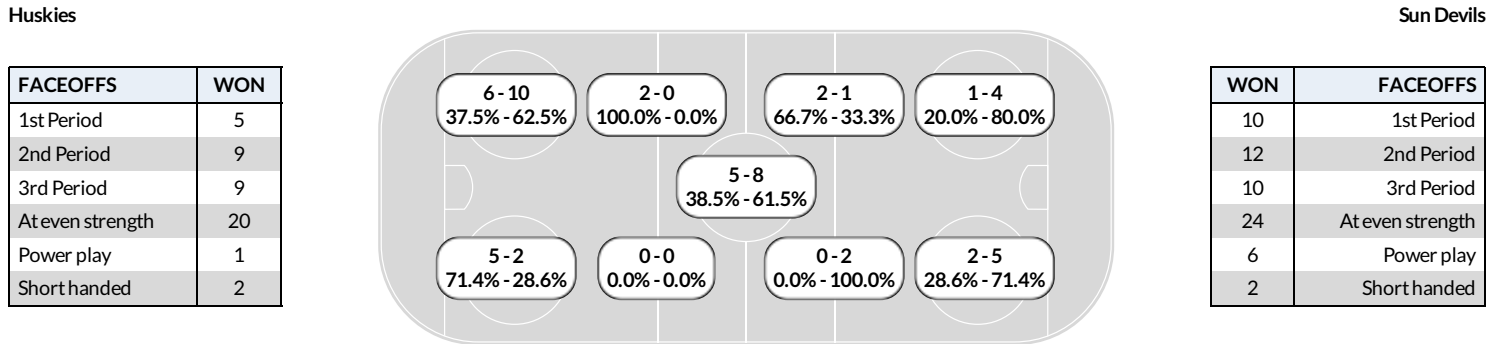 Huskies
Sun Devils
FACEOFFS WON
1st Period 5
2nd Period 9
3rd Period 9
At even strength 20
Power play 1
Short handed 2
6 - 10
37.5% - 62.5%
2 - 0
100.0% - 0.0%
2 - 1
66.7% - 33.3%
1 - 4
20.0% - 80.0%
5 - 8
38.5% - 61.5%
5 - 2
71.4% - 28.6%
0 - 0
0.0% - 0.0%
0 - 2
0.0% - 100.0%
2 - 5
28.6% - 71.4%
WON FACEOFFS
10 1st Period
12 2nd Period
10 3rd Period
24 At even strength
6 Power play
2 Short handed